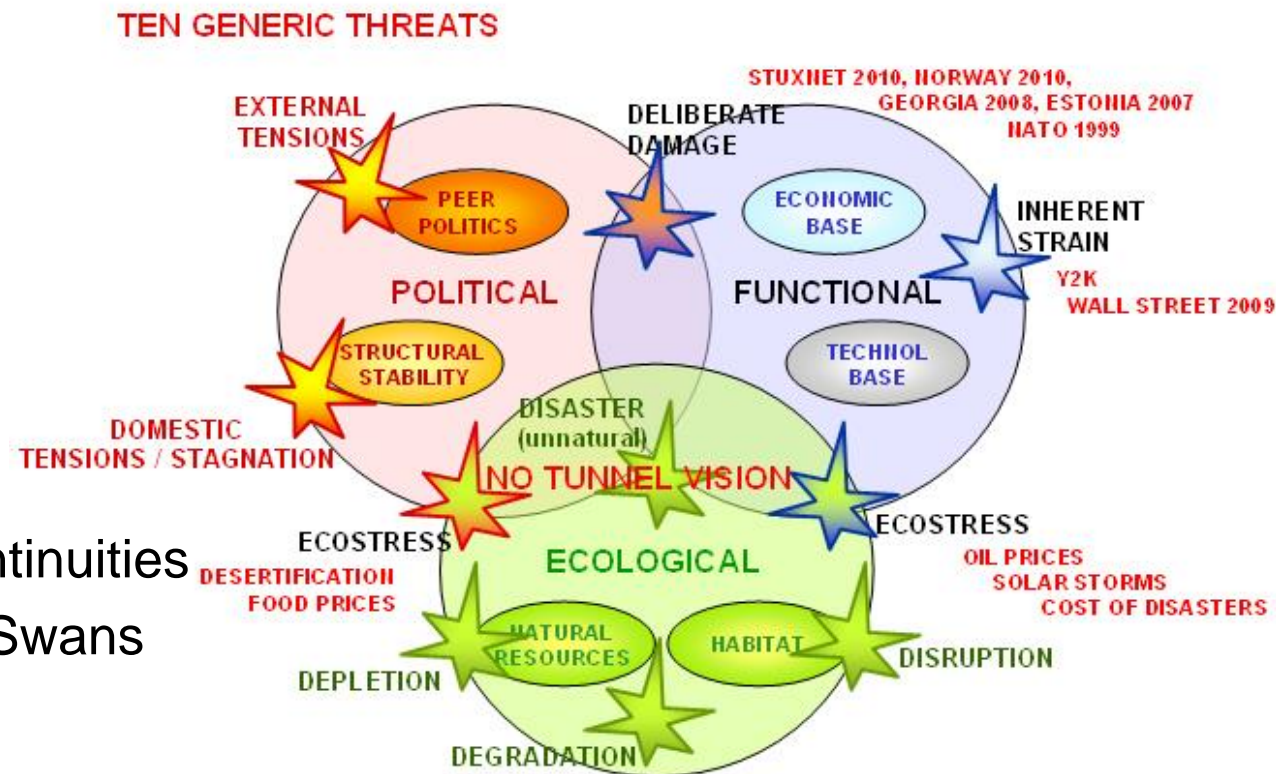 TEN GENERIC THREATS
STUXNET 2010, NORWAY 2010,
GEORGIA 2008, ESTONIA 2007
NATO 1999
EXTERNAL
TENSIONS
DELIBERATE
DAMAGE
PEER
POLITICS
ECONOMIC
BASE
INHERENT
STRAIN
Y2K
WALL STREET 2009
POLITICAL
FUNCTIONAL
STRUCTURAL
STABILITY
TECHNOL
BASE
DISASTER
(unnatural)
DOMESTIC
TENSIONS / STAGNATION
NO TUNNEL VISION
ECOSTRESS
ECOSTRESS
ntinuities
DESERTIFICATION
FOOD PRICES
ECOLOGICAL
OIL PRICES
SOLAR STORMS
COST OF DISASTERS
Swans
NATURAL
RESOURCES
HABITAT
DISRUPTION
DEPLETION
DEGRADATION